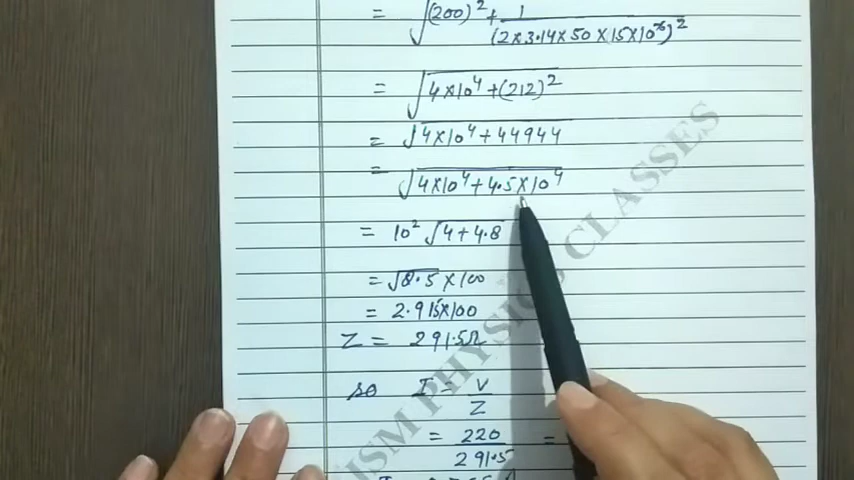 = √(200)² + 1/(2×3.14×50×15×10⁻⁶)²
= √4×10⁴+(212)²
= √4×10⁴+44944
= √4×10⁴+4.5×10⁴
= 10² √4+4.8
= √8.5 ×100
= 2.915×100
Z = 291.5Ω
so I = V/Z
= 220/291.5 =
ISM PHYSICS CLASSES